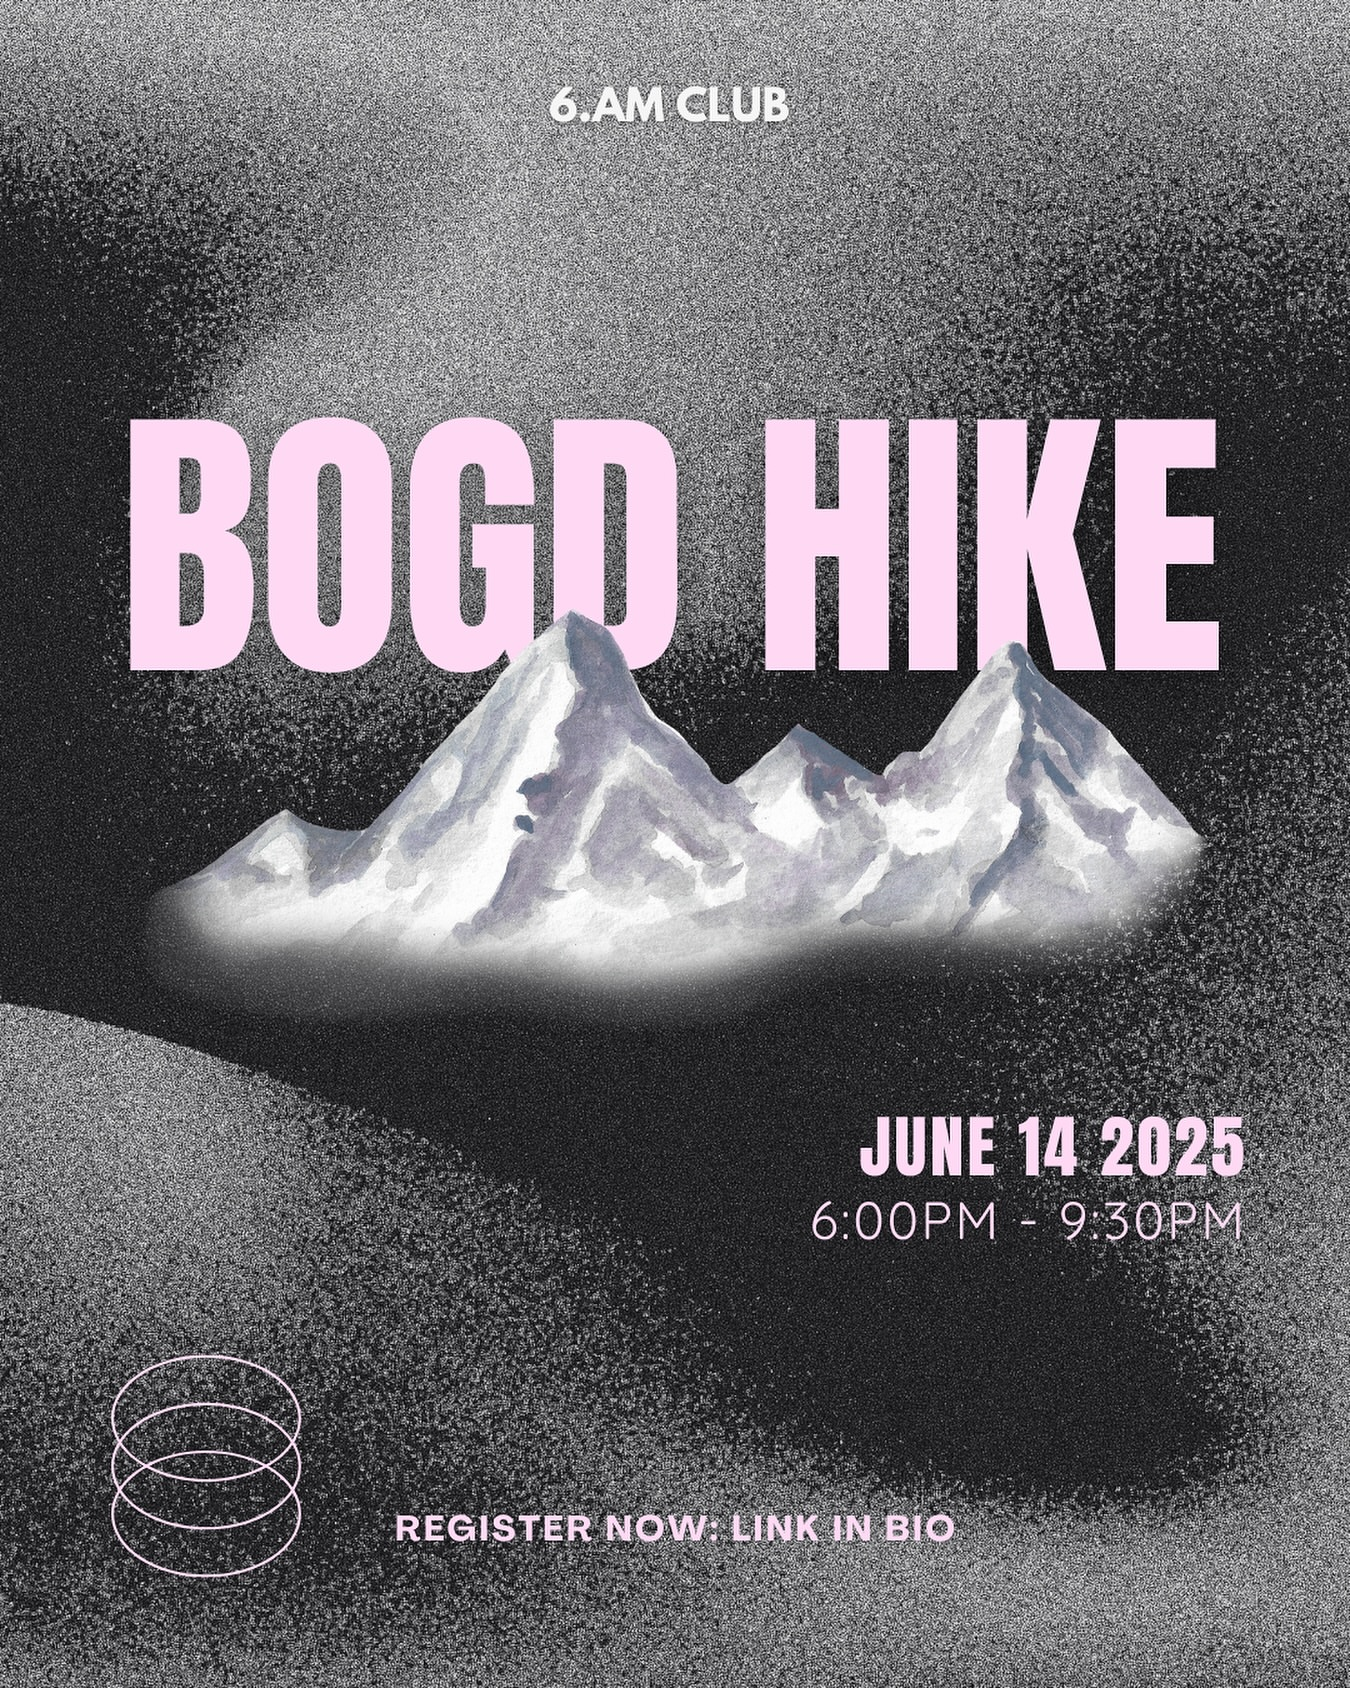 6.AM CLUB
BOGD HIKE
JUNE 14 2025
6:00PM - 9:30PM
REGISTER NOW: LINK IN BIO